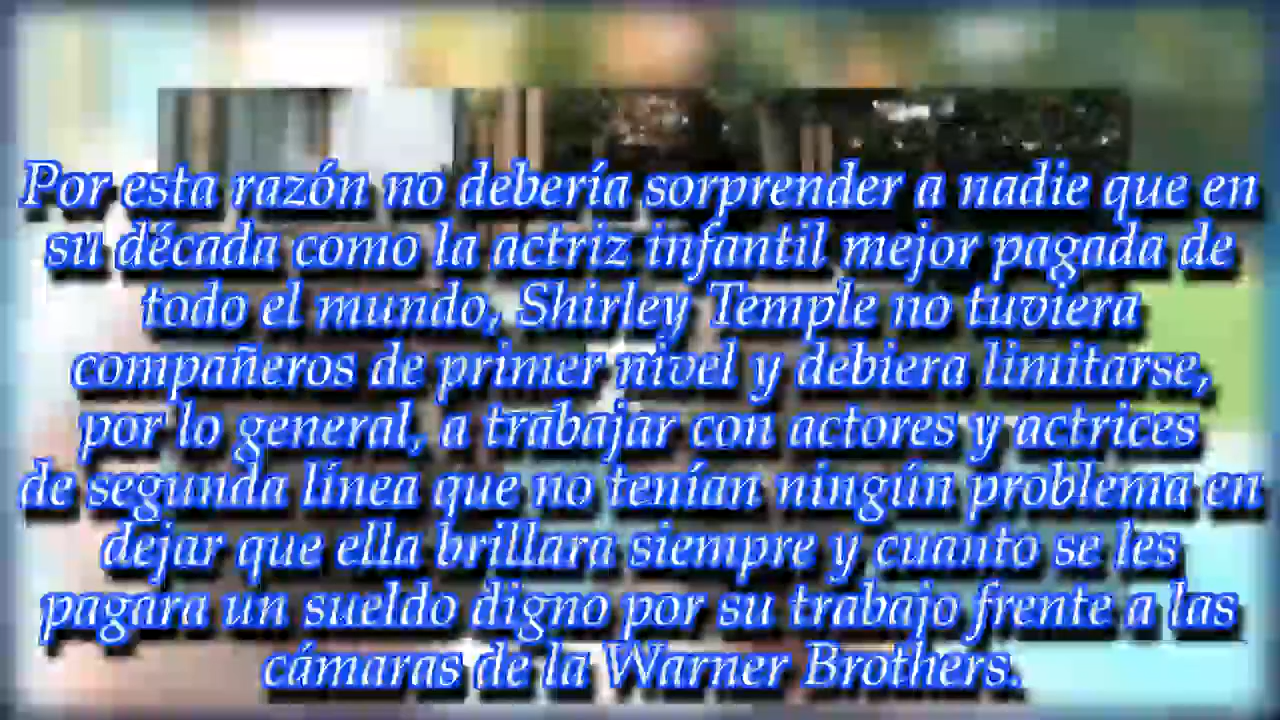 Por esta razón no debería sorprender a nadie que en
su década como la actriz infantil mejor pagada de
todo el mundo, Shirley Temple no tuviera
compañeros de primer nivel y debiera limitarse,
por lo general, a trabajar con actores y actrices
de segunda línea que no tenían ningún problema en
dejar que ella brillara siempre y cuanto se les
pagara un sueldo digno por su trabajo frente a las
cámaras de la Warner Brothers.